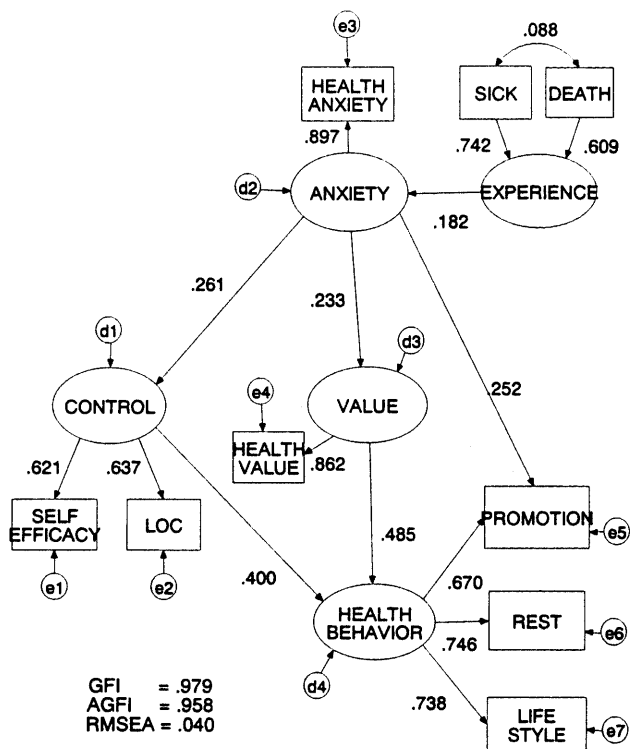 e3
.088
HEALTH
ANXIETY
SICK
DEATH
.897
.742
.609
d2
ANXIETY
EXPERIENCE
.182
.261
.233
d1
d3
.252
e4
CONTROL
VALUE
HEALTH
VALUE
.862
.621
.637
SELF
EFFICACY
LOC
PROMOTION
e5
e1
e2
.485
.400
.670
HEALTH
BEHAVIOR
REST
e6
.746
d4
.738
GFI = .979
AGFI = .958
RMSEA = .040
LIFE
STYLE
e7